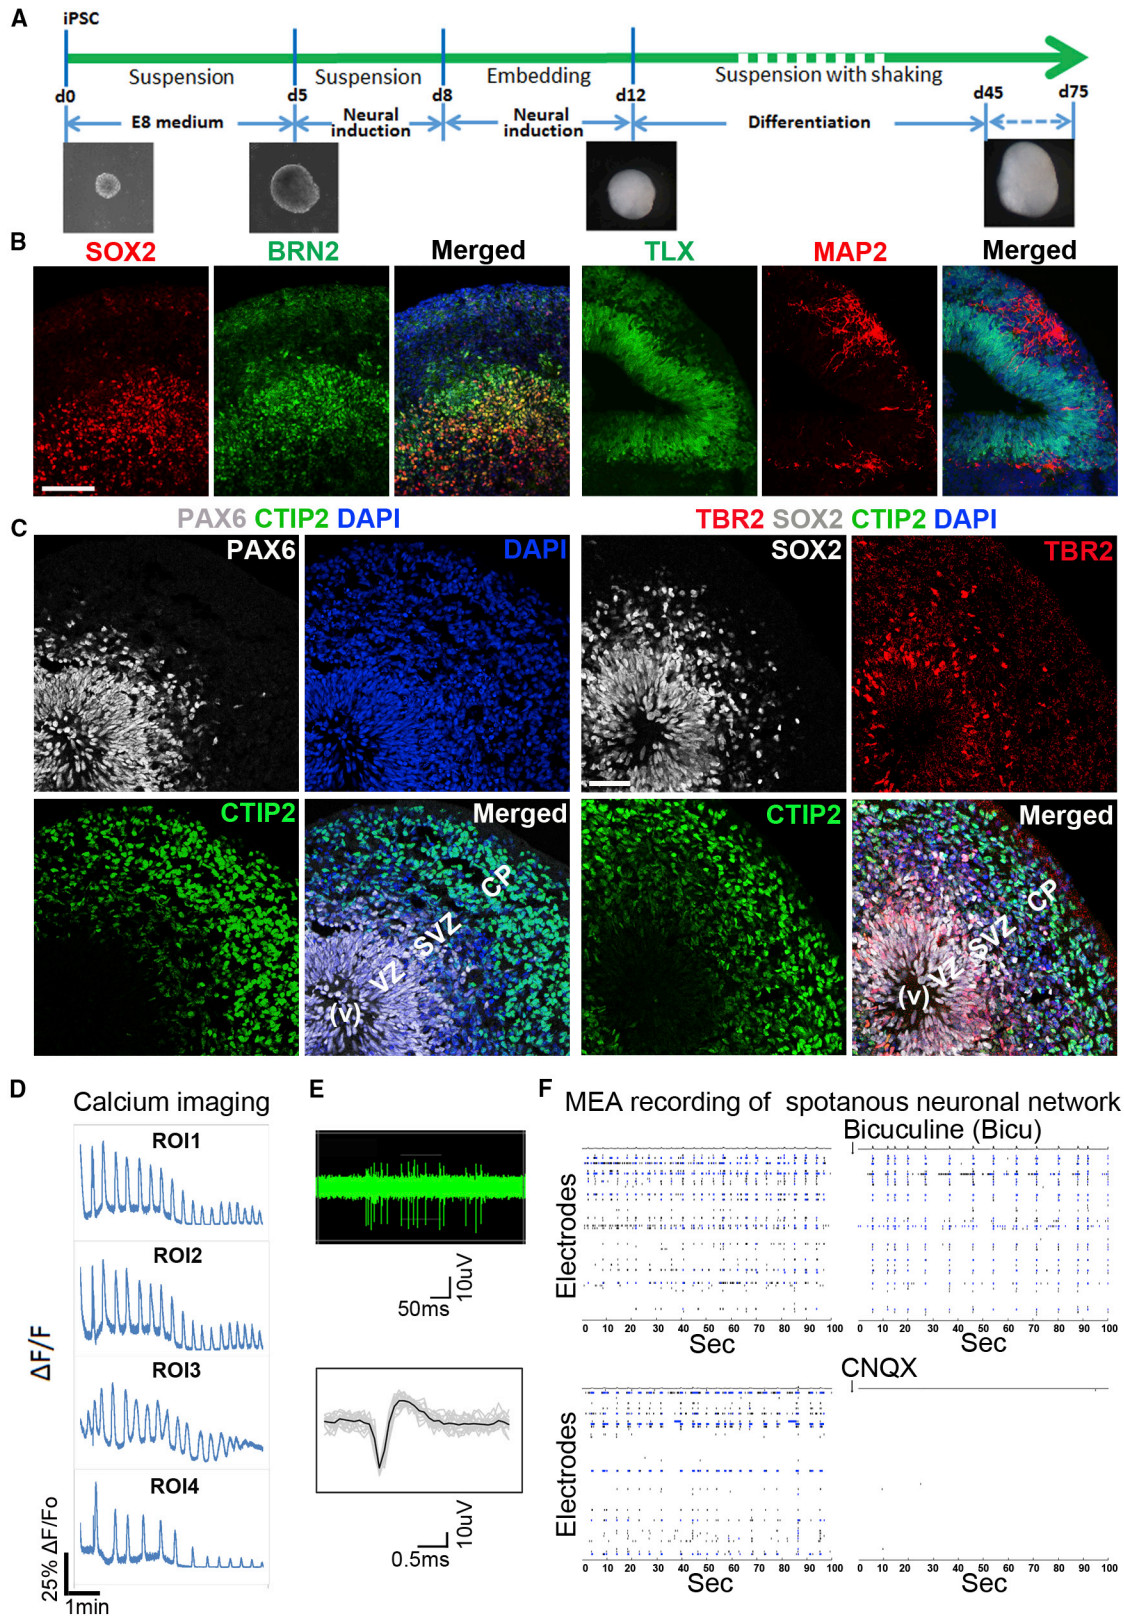 A
iPSC
Suspension
Suspension
Embedding
Suspension with shaking
d0
d5
d8
d12
d45
d75
E8 medium
Neural
induction
Neural
induction
Differentiation
B
SOX2
BRN2
Merged
TLX
MAP2
Merged
C
PAX6 CTIP2 DAPI
TBR2 SOX2 CTIP2 DAPI
PAX6
DAPI
SOX2
TBR2
CTIP2
Merged
CP
SVZ
VZ
(v)
CTIP2
Merged
CP
SVZ
VZ
(v)
D
Calcium imaging
ROI1
ROI2
ROI3
ROI4
ΔF/F
25% ΔF/Fo
1min
E
10uV
50ms
10uV
0.5ms
F
MEA recording of spotanous neuronal network
Bicuculine (Bicu)
Electrodes
0 10 20 30 40 50 60 70 80 90 100
0 10 20 30 40 50 60 70 80 90 100
Sec
Sec
CNQX
Electrodes
0 10 20 30 40 50 60 70 80 90 100
0 10 20 30 40 50 60 70 80 90 100
Sec
Sec